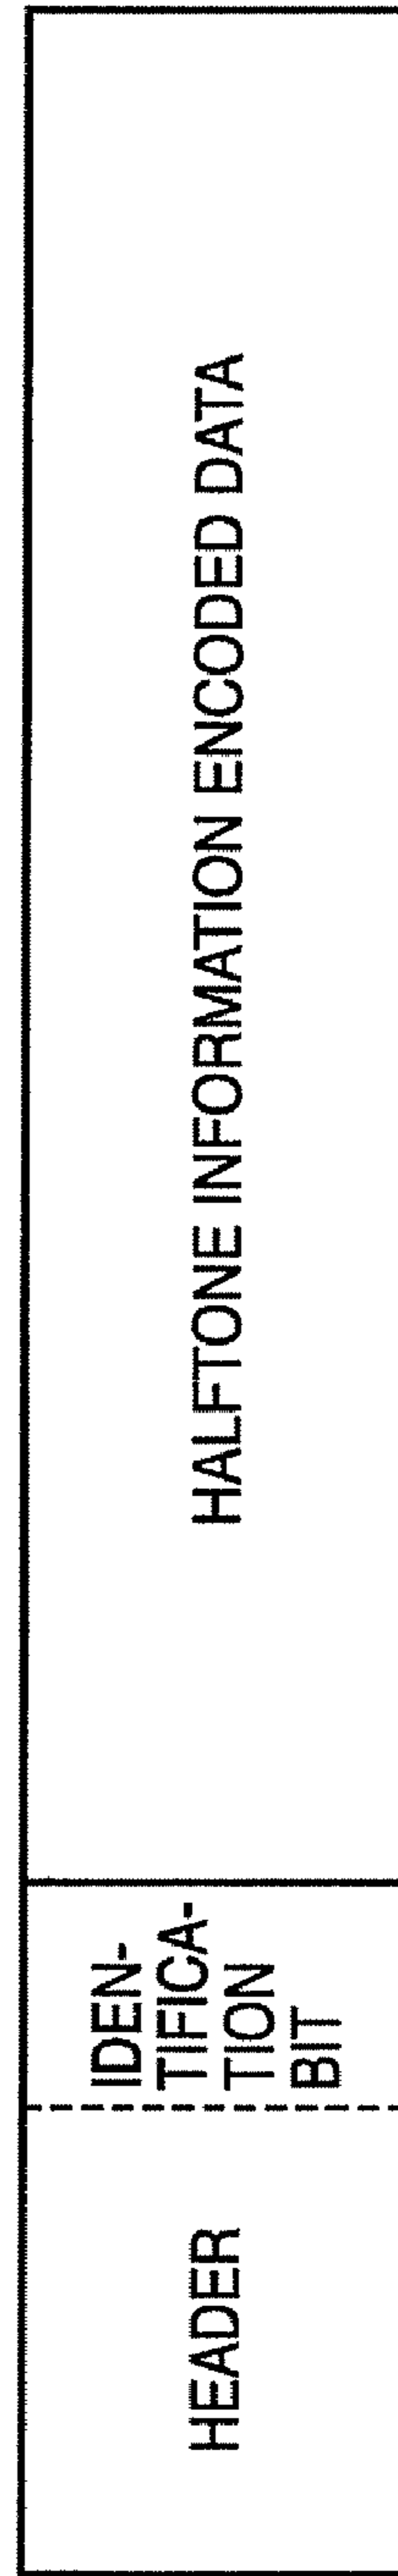 HEADER
IDEN-
TIFICA-
TION
BIT
HALFTONE INFORMATION ENCODED DATA